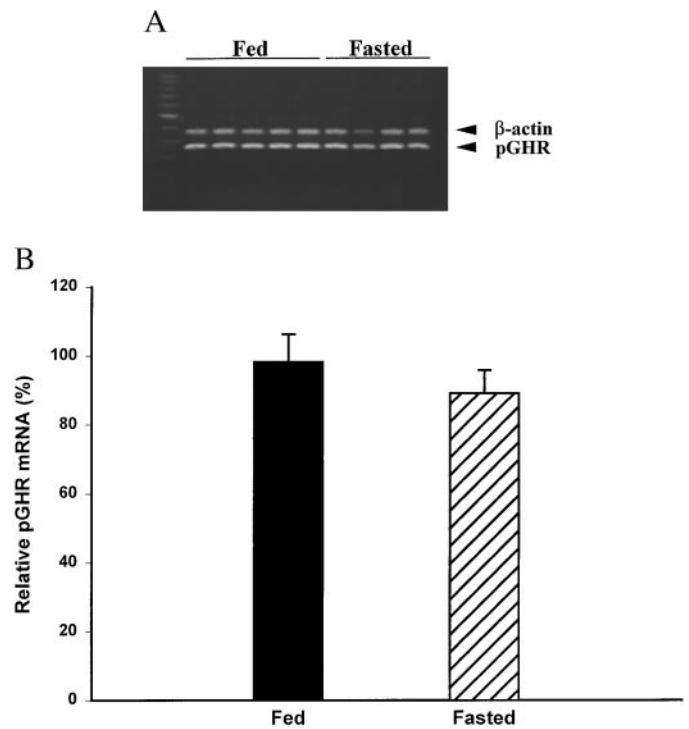 A
Fed Fasted
β-actin
pGHR
B
120
100
80
60
40
20
0
Relative pGHR mRNA (%)
Fed Fasted